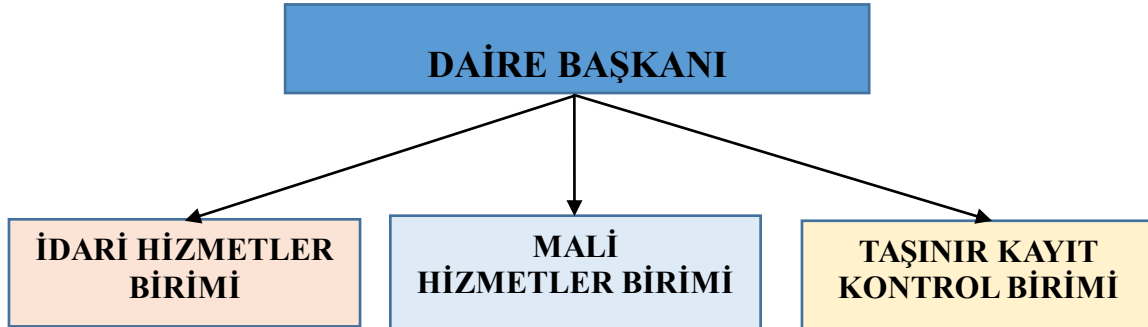 DAİRE BAŞKANI
İDARİ HİZMETLER
BİRİMİ
MALİ
HİZMETLER BİRİMİ
TAŞINIR KAYIT
KONTROL BİRİMİ